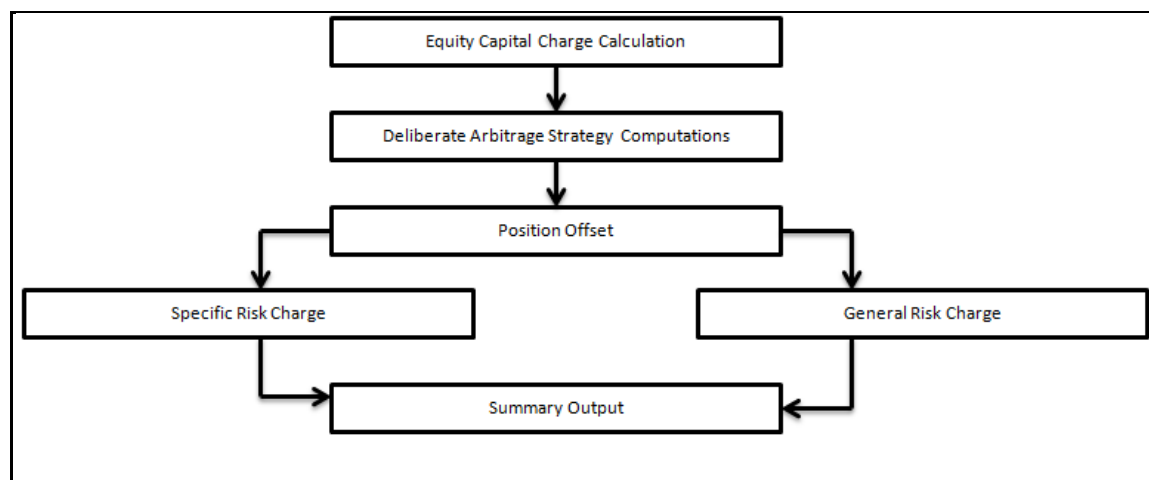 Equity Capital Charge Calculation
Deliberate Arbitrage Strategy Computations
Position Offset
Specific Risk Charge
General Risk Charge
Summary Output